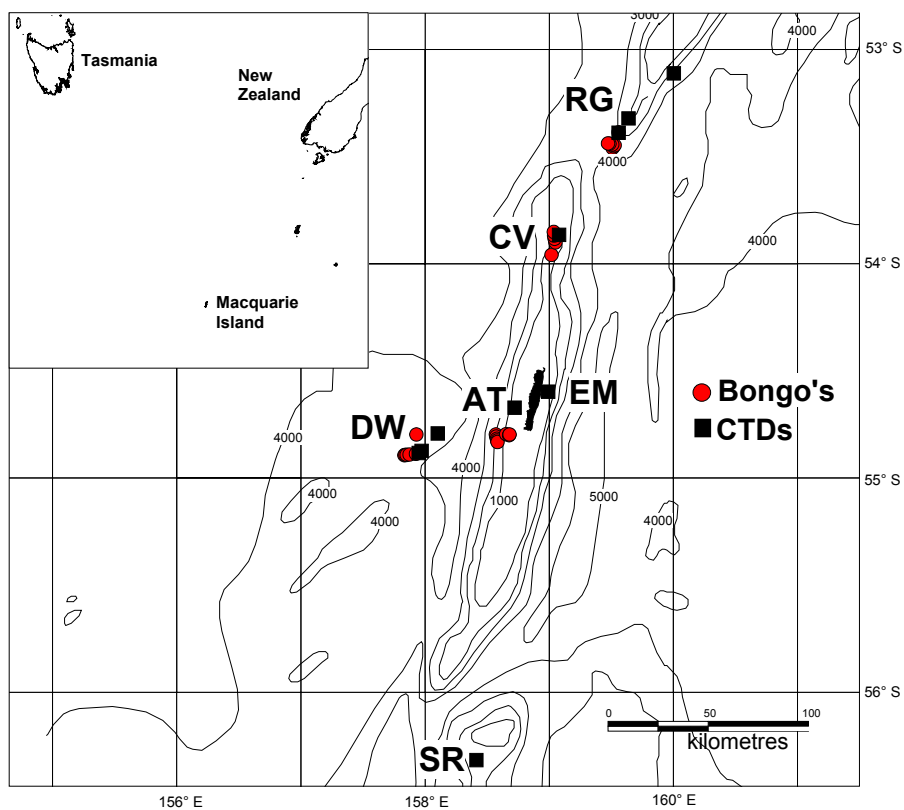 Tasmania
New
Zealand
Macquarie
Island
3000
4000
53° S
RG
4000
CV
4000
54° S
AT
EM
Bongo's
CTDs
DW
4000
4000
1000
5000
55° S
4000
4000
4000
56° S
0
50
100
kilometres
SR
156° E
158° E
160° E